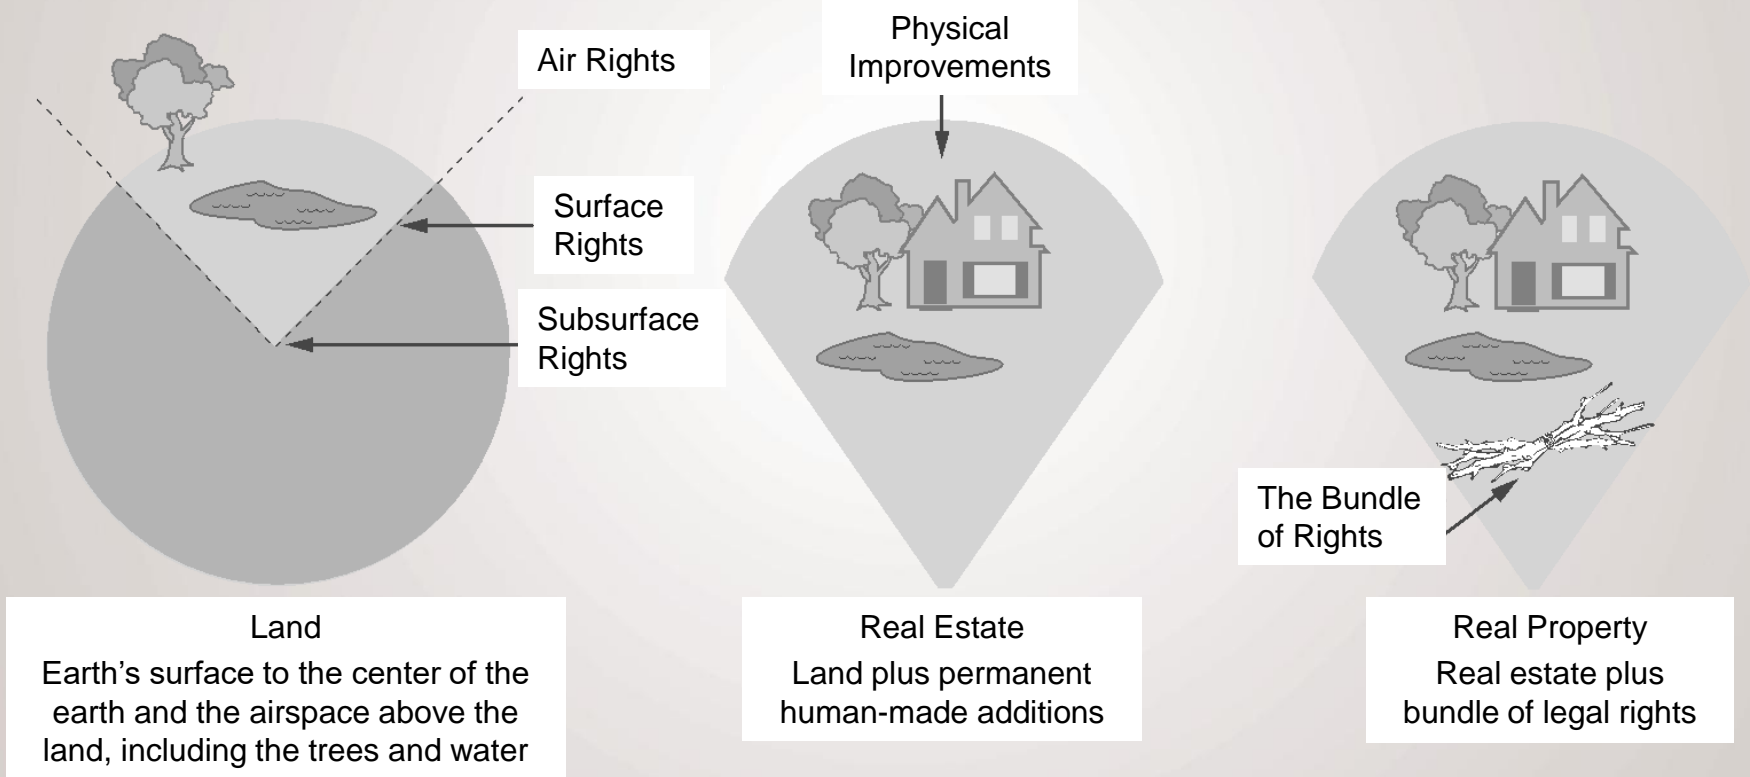 Air Rights
Surface
Rights
Subsurface
Rights
Land
Earth’s surface to the center of the
earth and the airspace above the
land, including the trees and water
Physical
Improvements
Real Estate
Land plus permanent
human-made additions
The Bundle
of Rights
Real Property
Real estate plus
bundle of legal rights